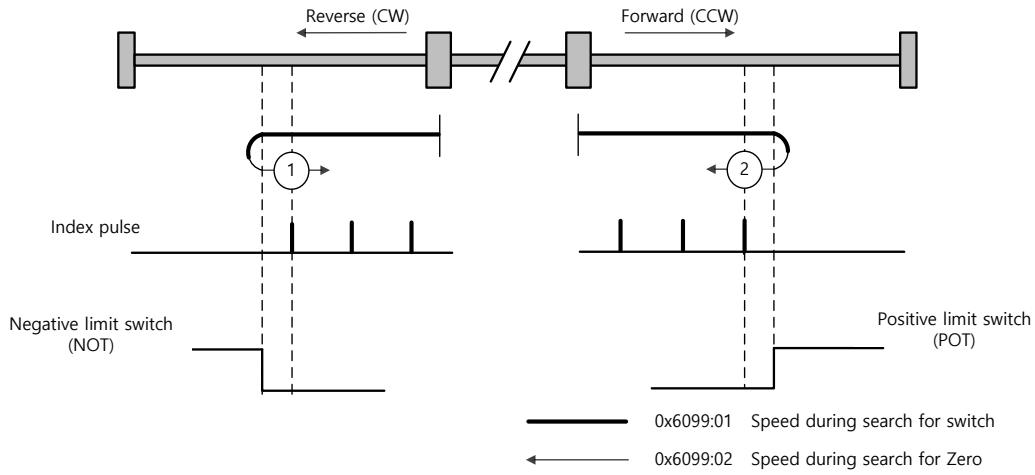 Reverse (CW)
Forward (CCW)
1
2
Index pulse
Negative limit switch
(NOT)
Positive limit switch
(POT)
0x6099:01 Speed during search for switch
0x6099:02 Speed during search for Zero